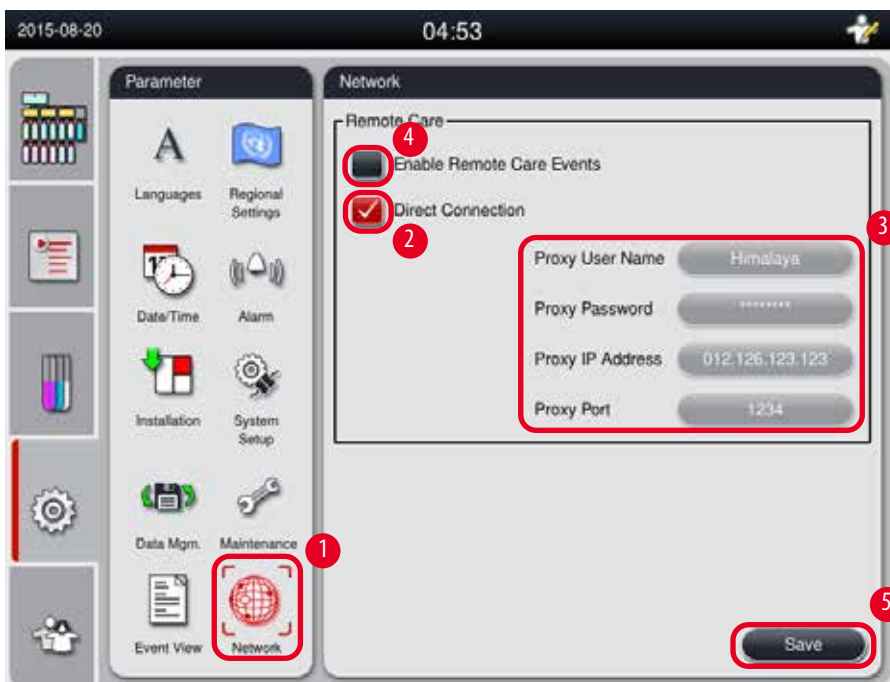 2015-08-20
04:53
Parameter
Languages
Regional
Settings
Date/Time
Alarm
Installation
System
Setup
Data Mgm.
Maintenance
1
Event View
Network
Network
Remote Care
4
Enable Remote Care Events
Direct Connection
2
3
Proxy User Name
Himalaya
Proxy Password
********
Proxy IP Address
012.126.123.123
Proxy Port
1234
5
Save